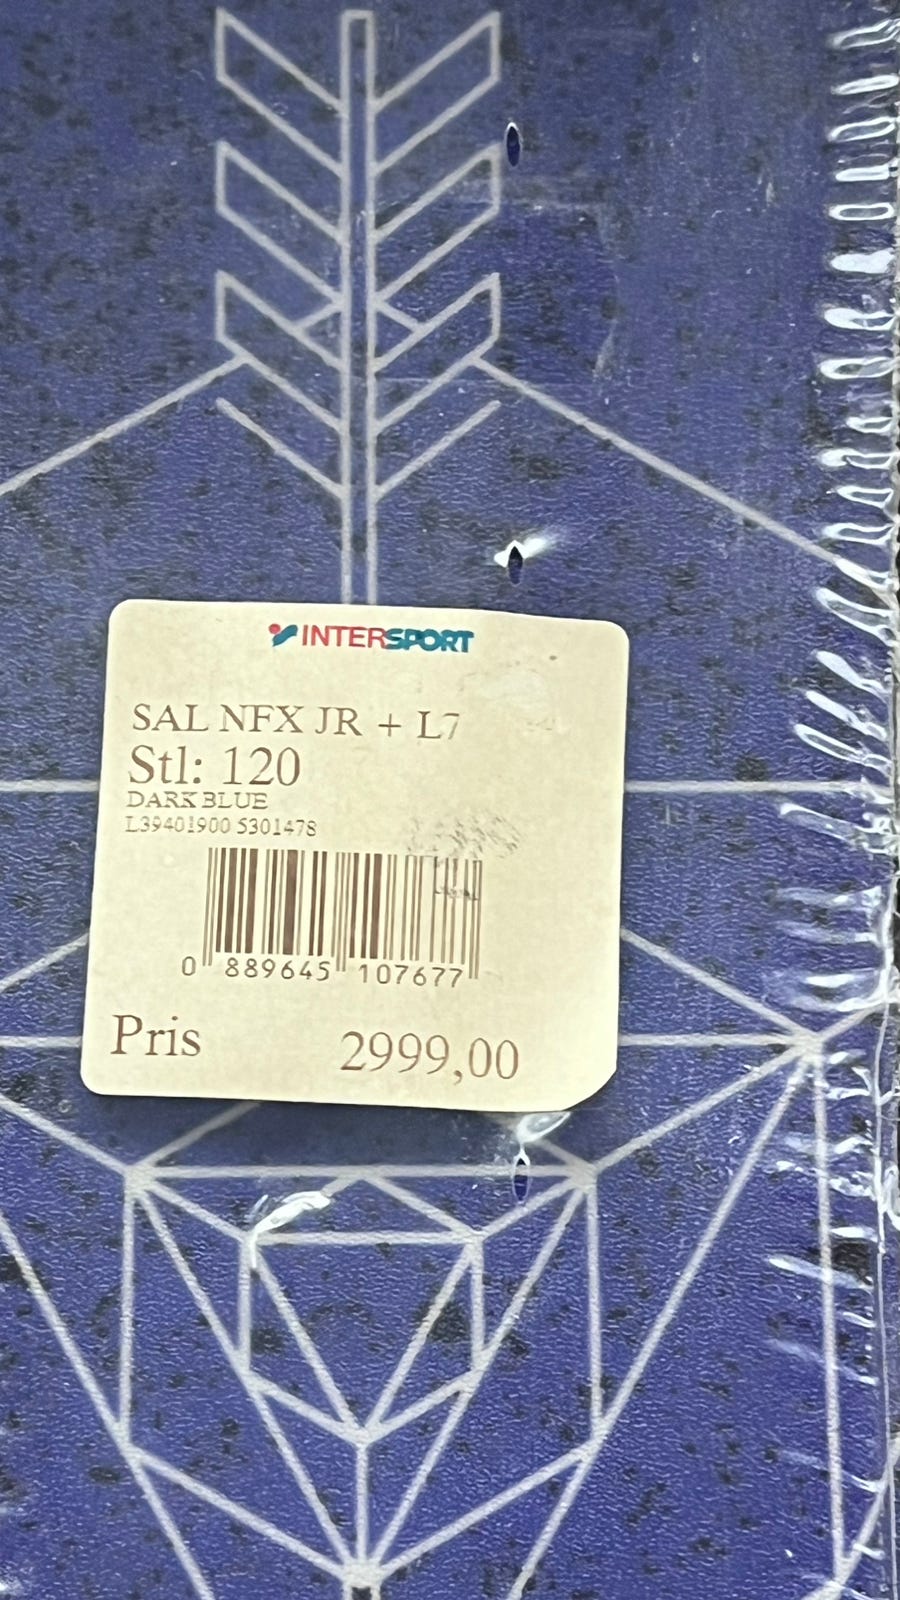 INTERSPORT
SAL NFX JR + L7
Stl: 120
DARK BLUE
L39401900 5301478
0 889645 107677
Pris 2999,00